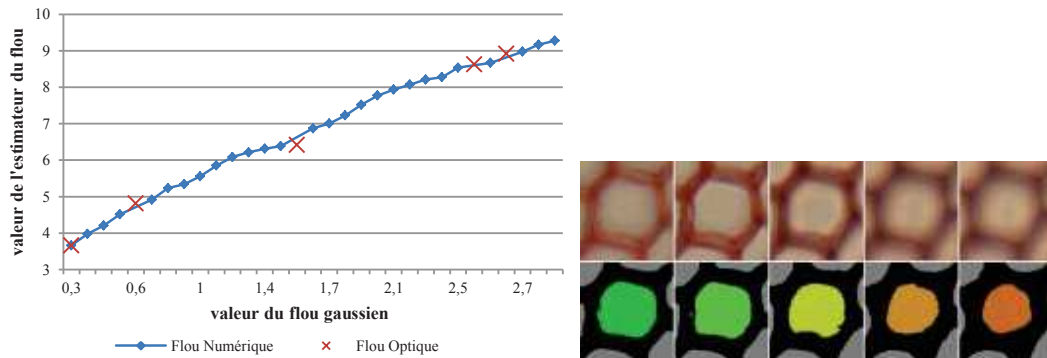 10
9
8
7
6
5
4
3
valeur de l'estimateur du flou
0,3 0,6 1 1,4 1,7 2,1 2,5 2,7
valeur du flou gaussien
Flou Numérique Flou Optique